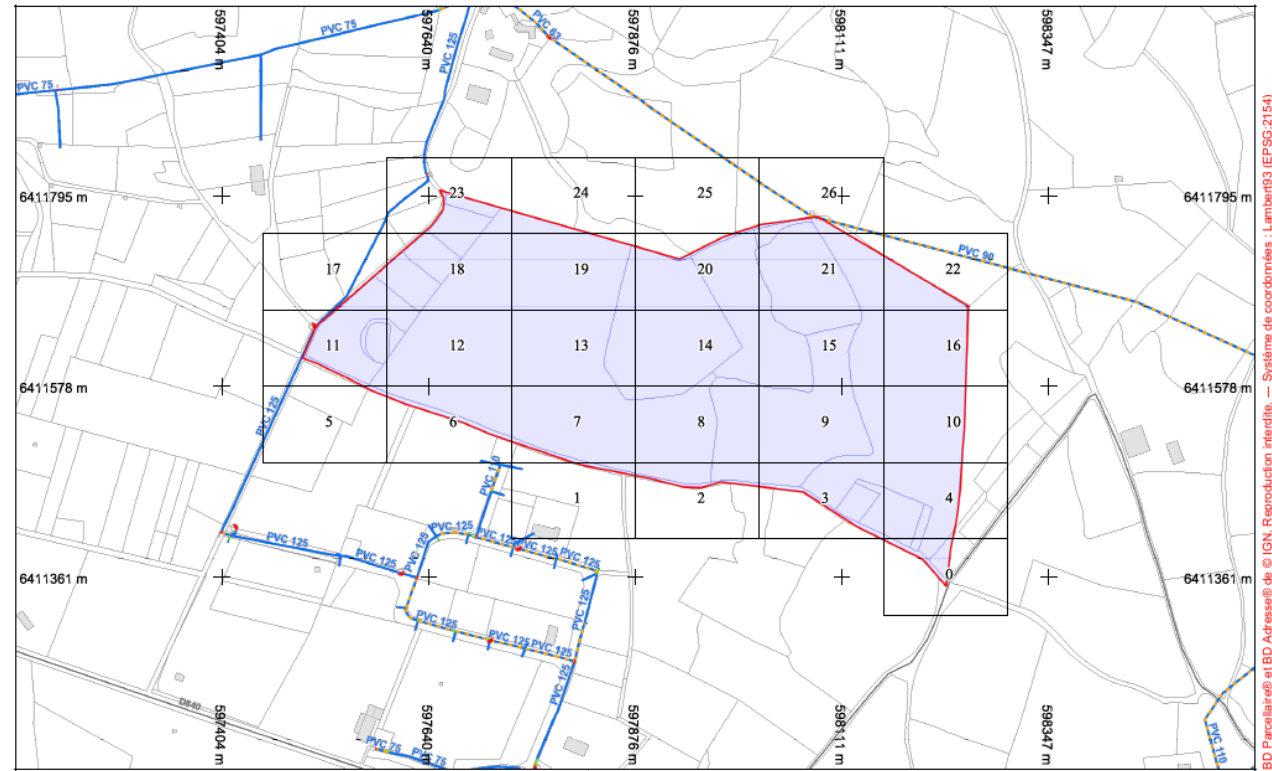 597404 m
597640 m
597876 m
598111 m
598347 m
PVC 75
PVC 125
PVC 63
PVC 75
6411795 m
23
24
25
26
6411795 m
17
18
19
20
21
22
PVC 90
11
12
13
14
15
16
6411578 m
6411578 m
PVC 125
5
6
7
8
9
10
PVC 110
1
2
3
4
PVC 125
PVC 125
PVC 125
PVC 125
PVC 125
PVC 125
PVC 125
6411361 m
0
6411361 m
PVC 125
PVC 125
PVC 125
PVC 125
PVC 125
D840
PVC 75
PVC 75
PVC 110
597404 m
597640 m
597876 m
598111 m
598347 m
BD Parcellaire® et BD Adresse® de © IGN. Reproduction interdite. — Système de coordonnées : Lambert93 (EPSG:2154)